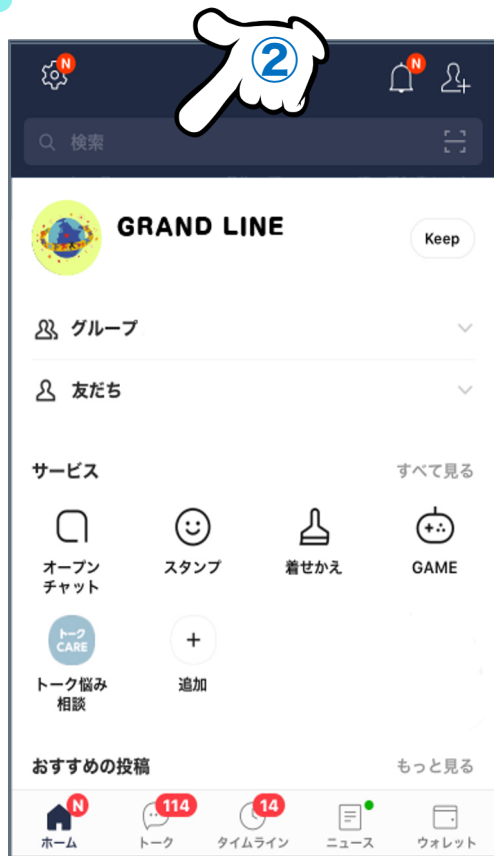 ②
N
N
検索
GRAND LINE
Keep
グループ
友だち
サービス
すべて見る
オープン
チャット
スタンプ
着せかえ
GAME
トーク
CARE
トーク悩み
相談
追加
おすすめの投稿
もっと見る
N
114
14
ホーム
トーク
タイムライン
ニュース
ウォレット